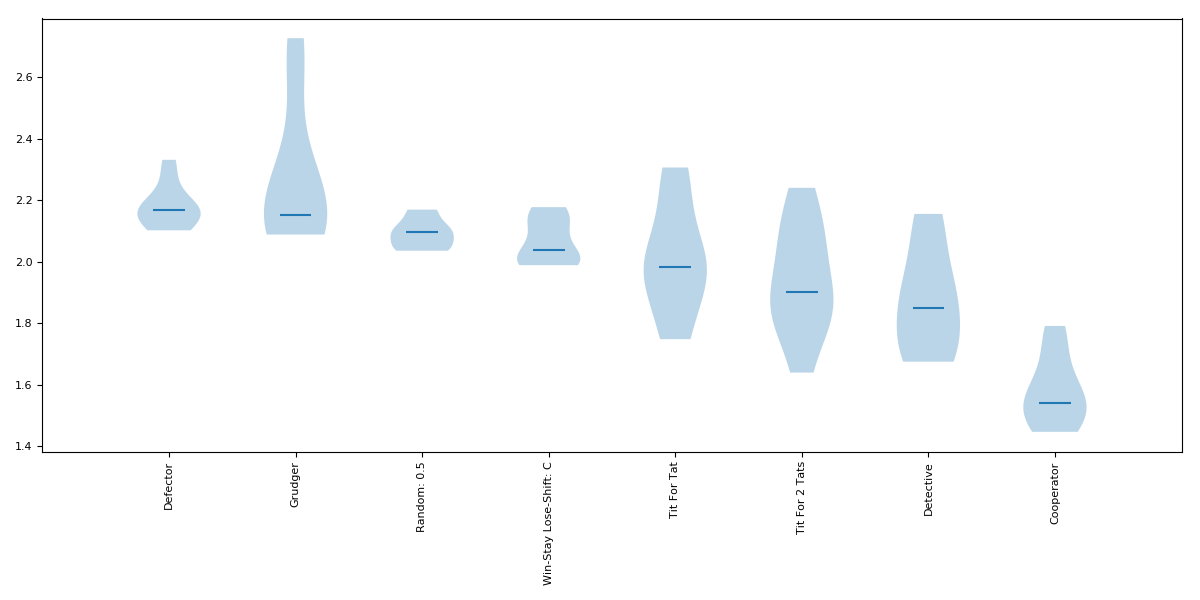 2.6
2.4
2.2
2.0
1.8
1.6
1.4
Defector
Grudger
Random: 0.5
Win-Stay Lose-Shift: C
Tit For Tat
Tit For 2 Tats
Detective
Cooperator